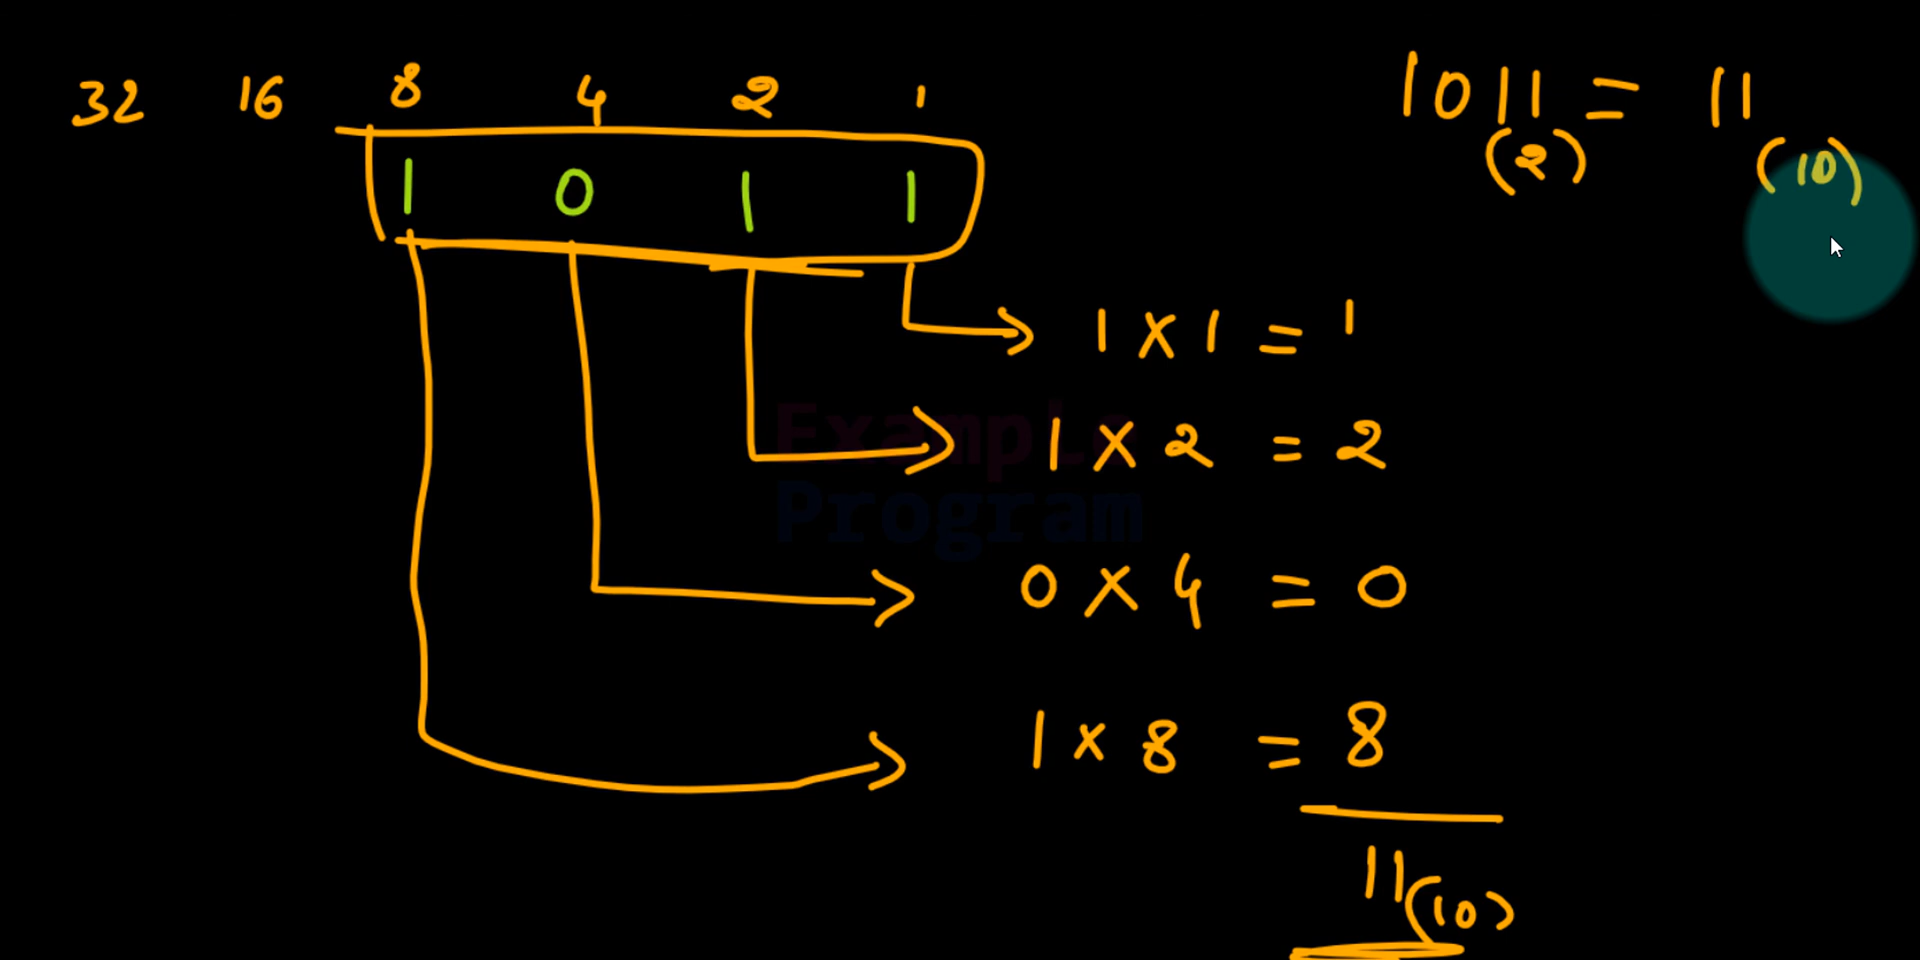 32 16 8 4 2 1
1011(2) = 11(10)
1 0 1 1
1 X 1 = 1
1 X 2 = 2
0 X 4 = 0
1 x 8 = 8
11(10)
Example
Program